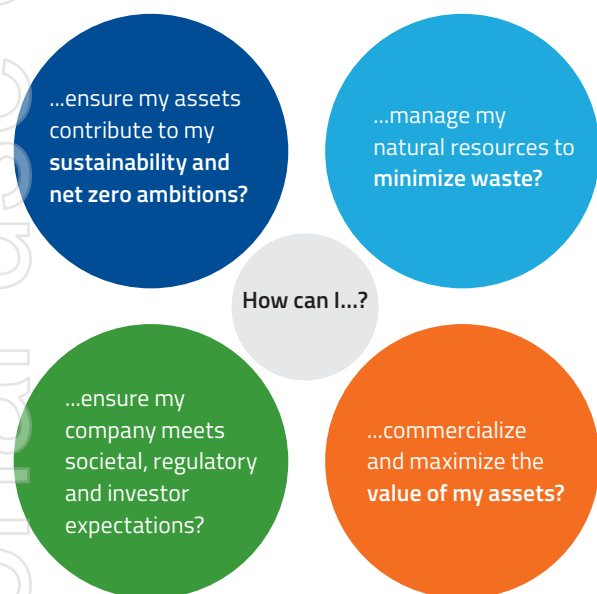 ...ensure my assets
contribute to my
sustainability and
net zero ambitions?
...manage my
natural resources to
minimize waste?
How can I...?
...ensure my
company meets
societal, regulatory
and investor
expectations?
...commercialize
and maximize the
value of my assets?